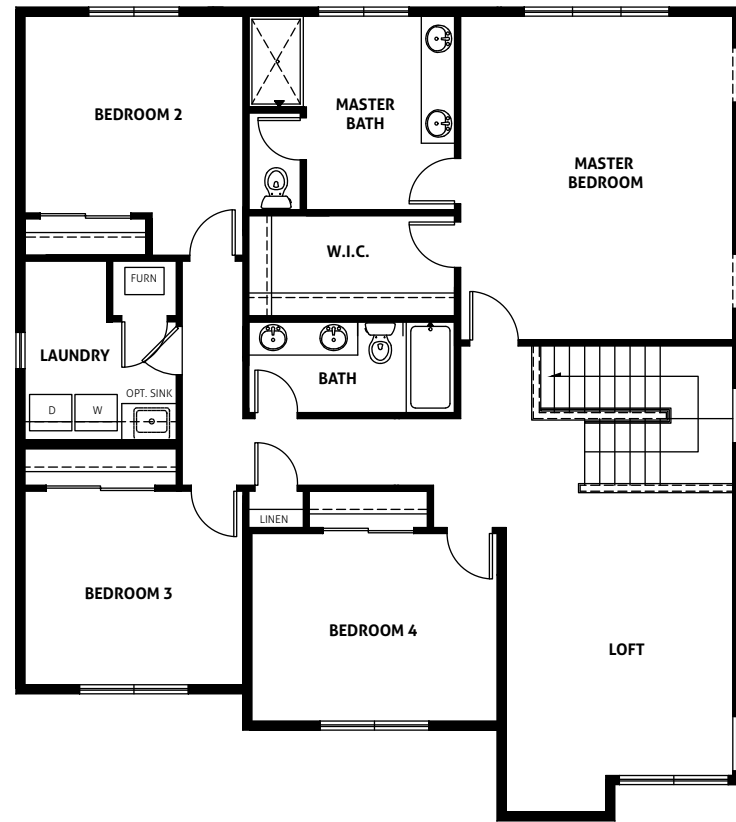 BEDROOM 2
MASTER
BATH
MASTER
BEDROOM
W.I.C.
FURN
LAUNDRY
BATH
OPT. SINK
D
W
LINEN
BEDROOM 3
BEDROOM 4
LOFT